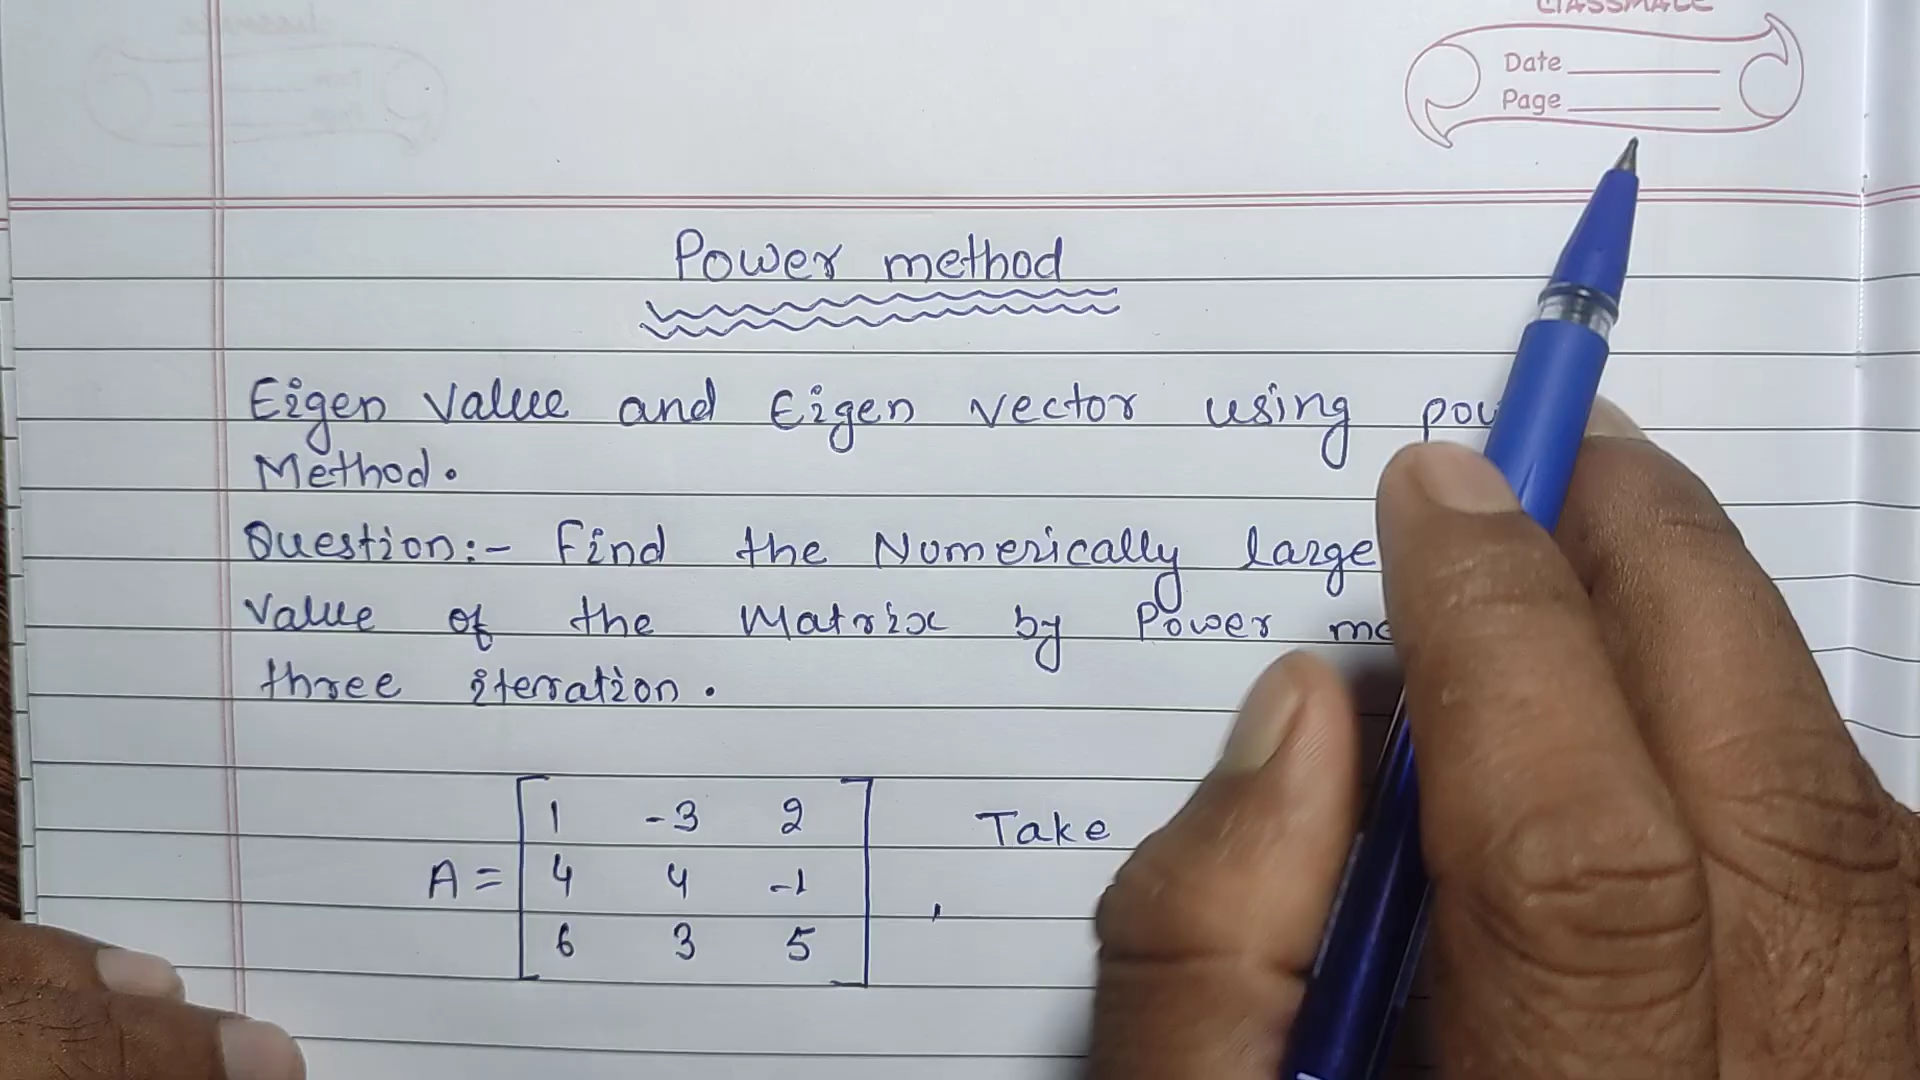 classmate
Date
Page
Power method
Eigen Value and Eigen vector using
Method.
Question:- Find the Numerically large
Value of the Matrix by Power
three iteration.
1 -3 2 Take
A = 4 4 -1 ,
6 3 5